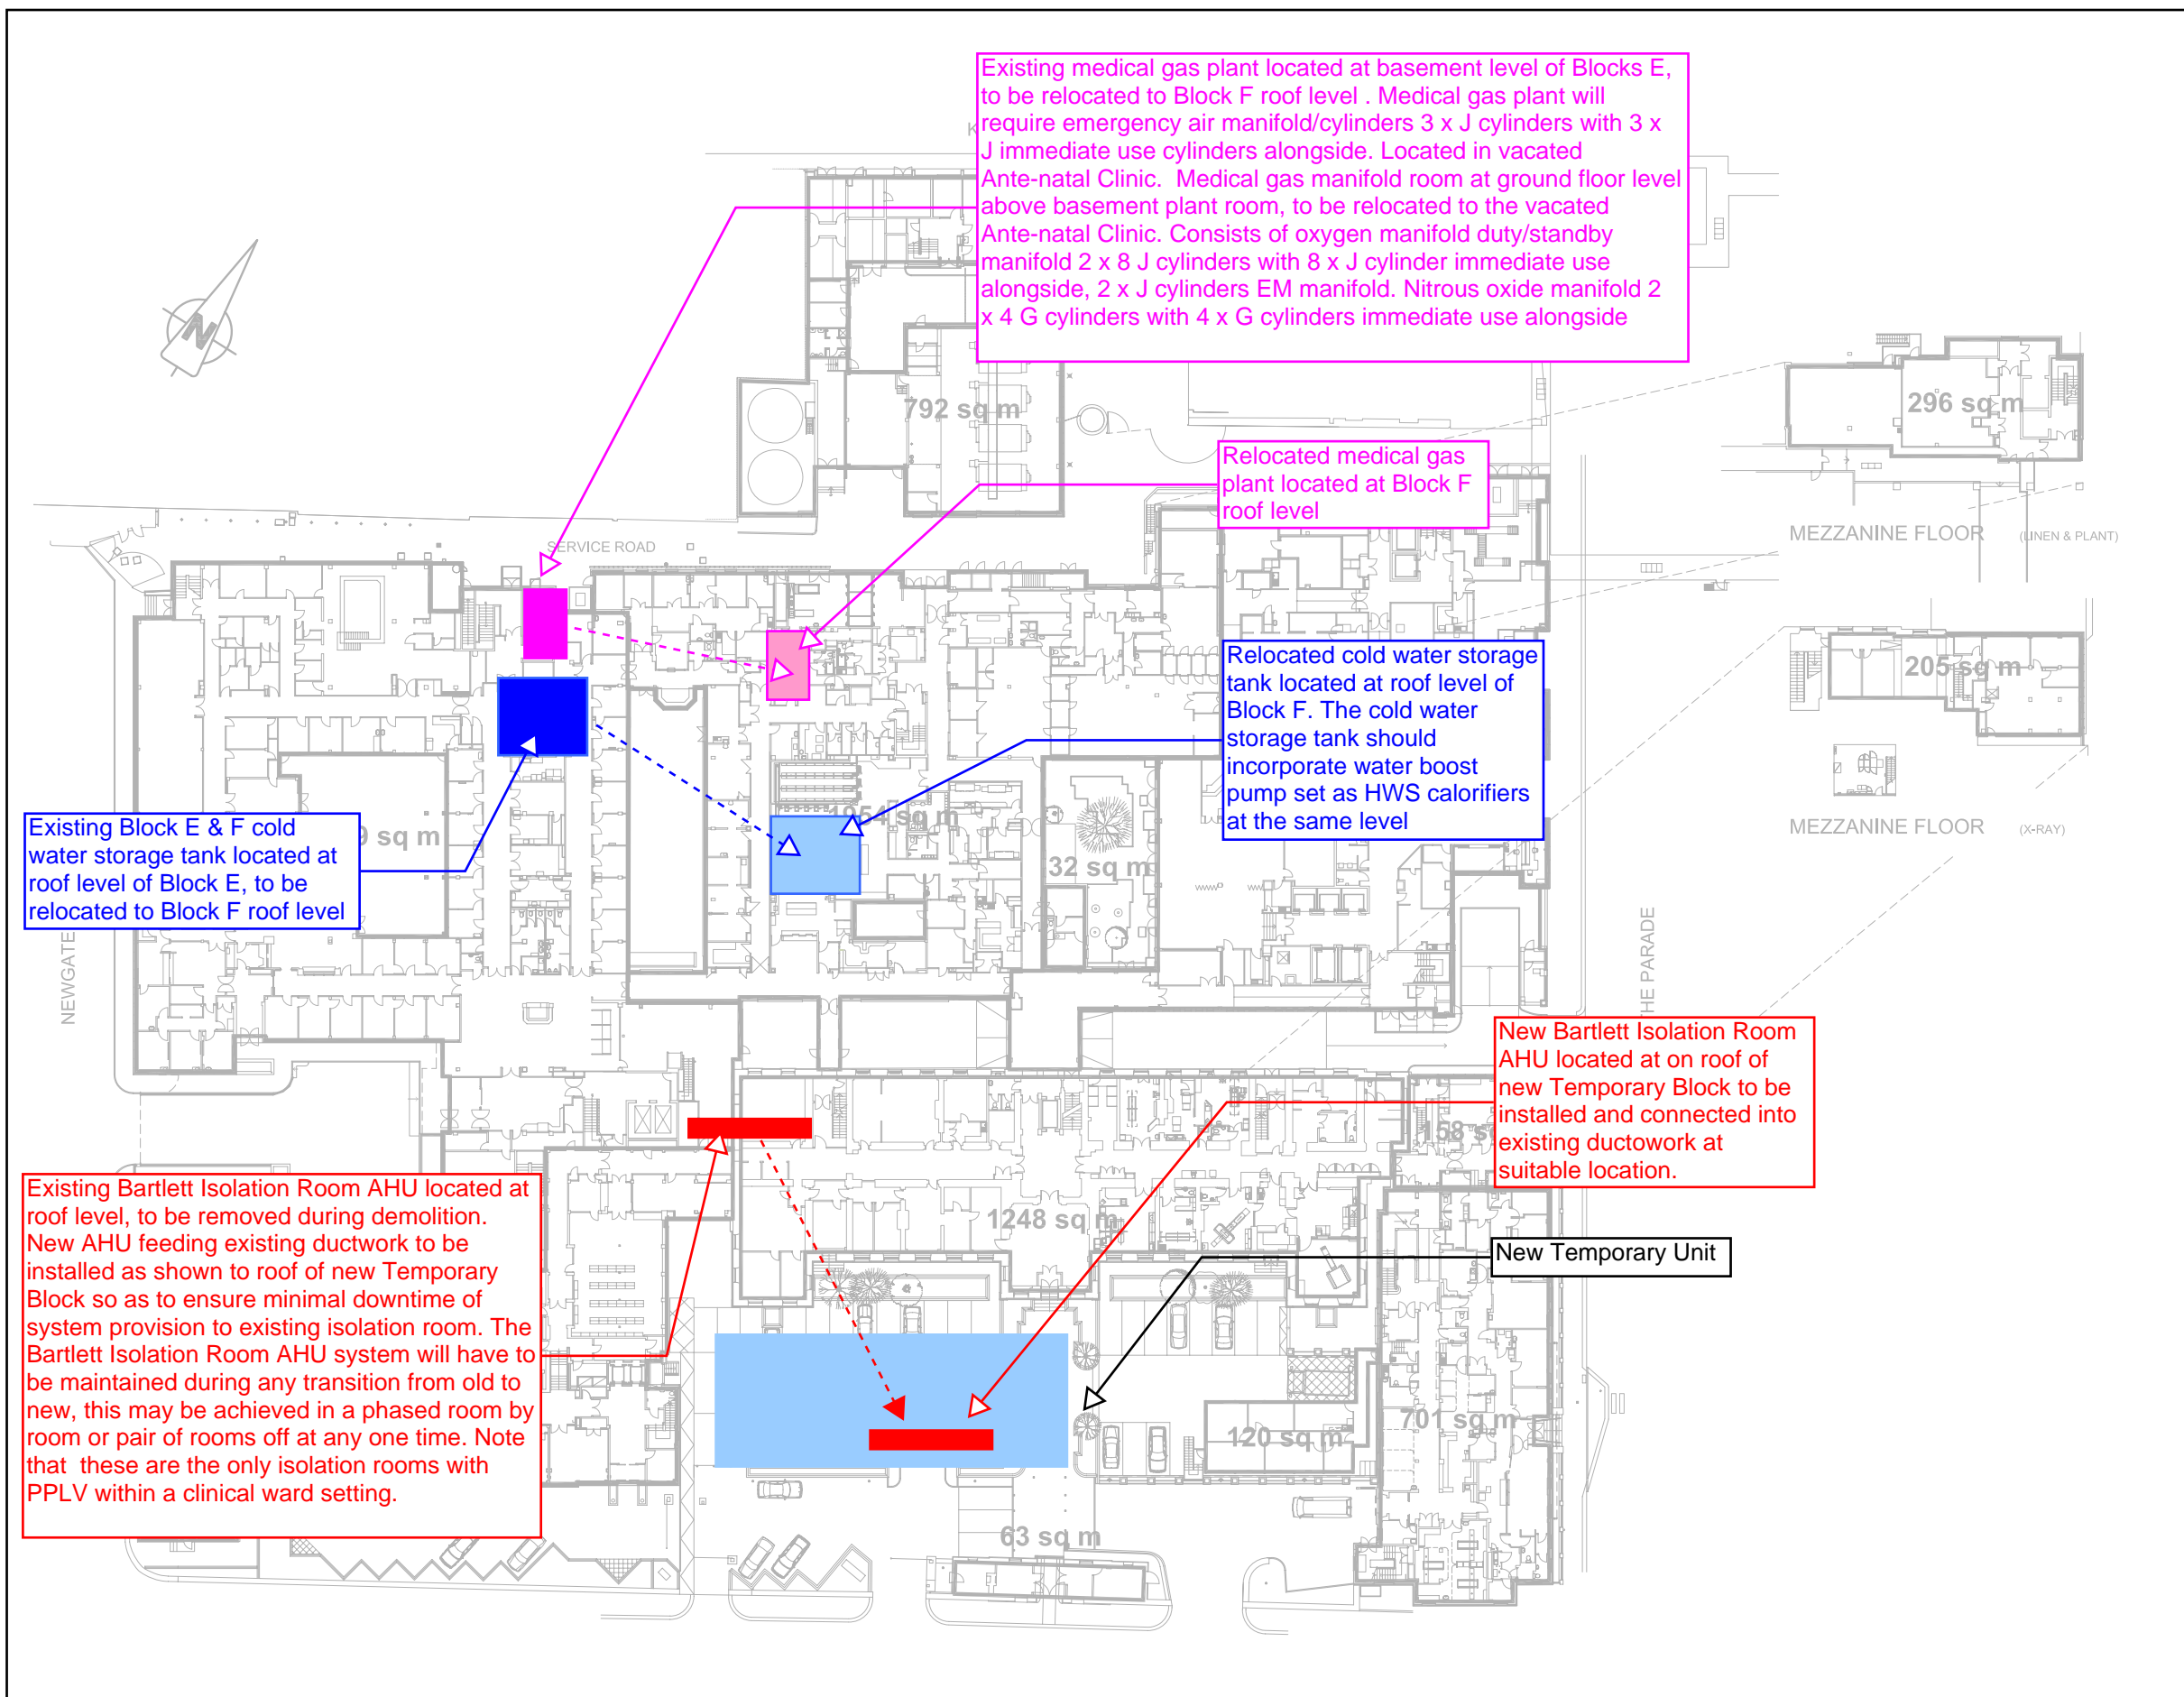 Existing medical gas plant located at basement level of Blocks E,
to be relocated to Block F roof level . Medical gas plant will
require emergency air manifold/cylinders 3 x J cylinders with 3 x
J immediate use cylinders alongside. Located in vacated
Ante-natal Clinic. Medical gas manifold room at ground floor level
above basement plant room, to be relocated to the vacated
Ante-natal Clinic. Consists of oxygen manifold duty/standby
manifold 2 x 8 J cylinders with 8 x J cylinder immediate use
alongside, 2 x J cylinders EM manifold. Nitrous oxide manifold 2
x 4 G cylinders with 4 x G cylinders immediate use alongside
N
792 sq m
296 sq m
Relocated medical gas
plant located at Block F
roof level
MEZZANINE FLOOR (LINEN & PLANT)
SERVICE ROAD
Relocated cold water storage
tank located at roof level of
Block F. The cold water
storage tank should
incorporate water boost
pump set as HWS calorifiers
at the same level
205 sq m
MEZZANINE FLOOR (X-RAY)
Existing Block E & F cold
water storage tank located at
roof level of Block E, to be
relocated to Block F roof level
9 sq m
1954 sq m
32 sq m
NEWGATE
THE PARADE
New Bartlett Isolation Room
AHU located at on roof of
new Temporary Block to be
installed and connected into
existing ductowork at
suitable location.
158 s
Existing Bartlett Isolation Room AHU located at
roof level, to be removed during demolition.
New AHU feeding existing ductwork to be
installed as shown to roof of new Temporary
Block so as to ensure minimal downtime of
system provision to existing isolation room. The
Bartlett Isolation Room AHU system will have to
be maintained during any transition from old to
new, this may be achieved in a phased room by
room or pair of rooms off at any one time. Note
that these are the only isolation rooms with
PPLV within a clinical ward setting.
1248 sq m
New Temporary Unit
701 sq m
120 sq m
63 sq m